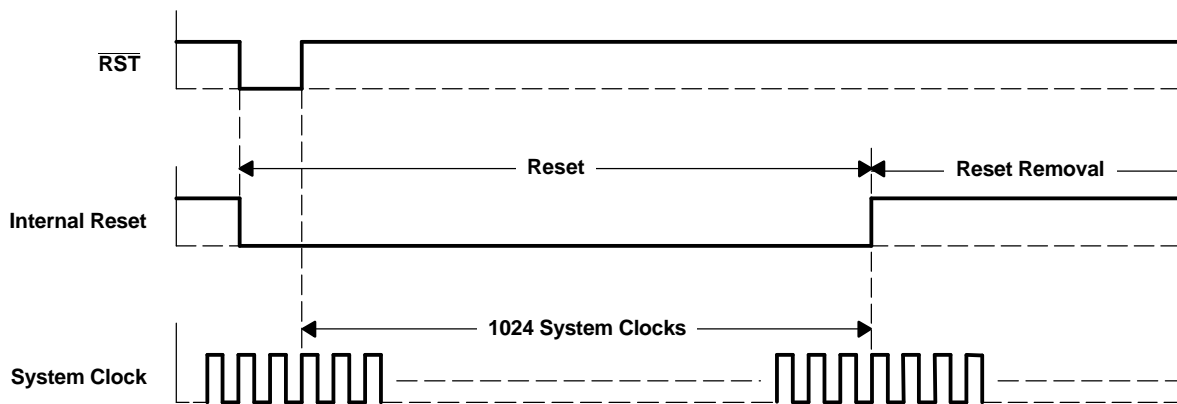 RST
Reset
Reset Removal
Internal Reset
1024 System Clocks
System Clock